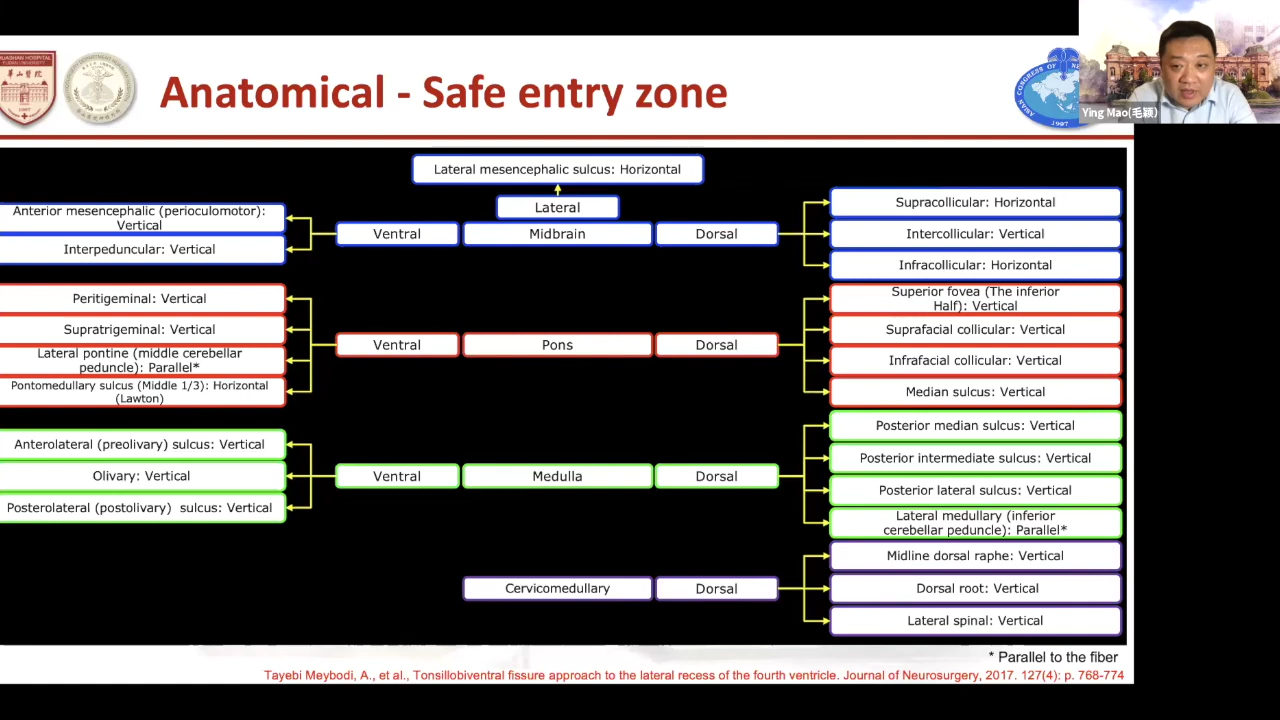 Anatomical - Safe entry zone
Ying Mao(毛颖)
Lateral mesencephalic sulcus: Horizontal
Lateral
Anterior mesencephalic (perioculomotor):
Vertical
Interpeduncular: Vertical
Ventral
Midbrain
Dorsal
Supracollicular: Horizontal
Intercollicular: Vertical
Infracollicular: Horizontal
Peritigeminal: Vertical
Supratrigeminal: Vertical
Lateral pontine (middle cerebellar
peduncle): Parallel*
Pontomedullary sulcus (Middle 1/3): Horizontal
(Lawton)
Ventral
Pons
Dorsal
Superior fovea (The inferior
Half): Vertical
Suprafacial collicular: Vertical
Infrafacial collicular: Vertical
Median sulcus: Vertical
Anterolateral (preolivary) sulcus: Vertical
Olivary: Vertical
Posterolateral (postolivary) sulcus: Vertical
Ventral
Medulla
Dorsal
Posterior median sulcus: Vertical
Posterior intermediate sulcus: Vertical
Posterior lateral sulcus: Vertical
Lateral medullary (inferior
cerebellar peduncle): Parallel*
Cervicomedullary
Dorsal
Midline dorsal raphe: Vertical
Dorsal root: Vertical
Lateral spinal: Vertical
* Parallel to the fiber
Tayebi Meybodi, A., et al., Tonsillobiventral fissure approach to the lateral recess of the fourth ventricle. Journal of Neurosurgery, 2017. 127(4): p. 768-774